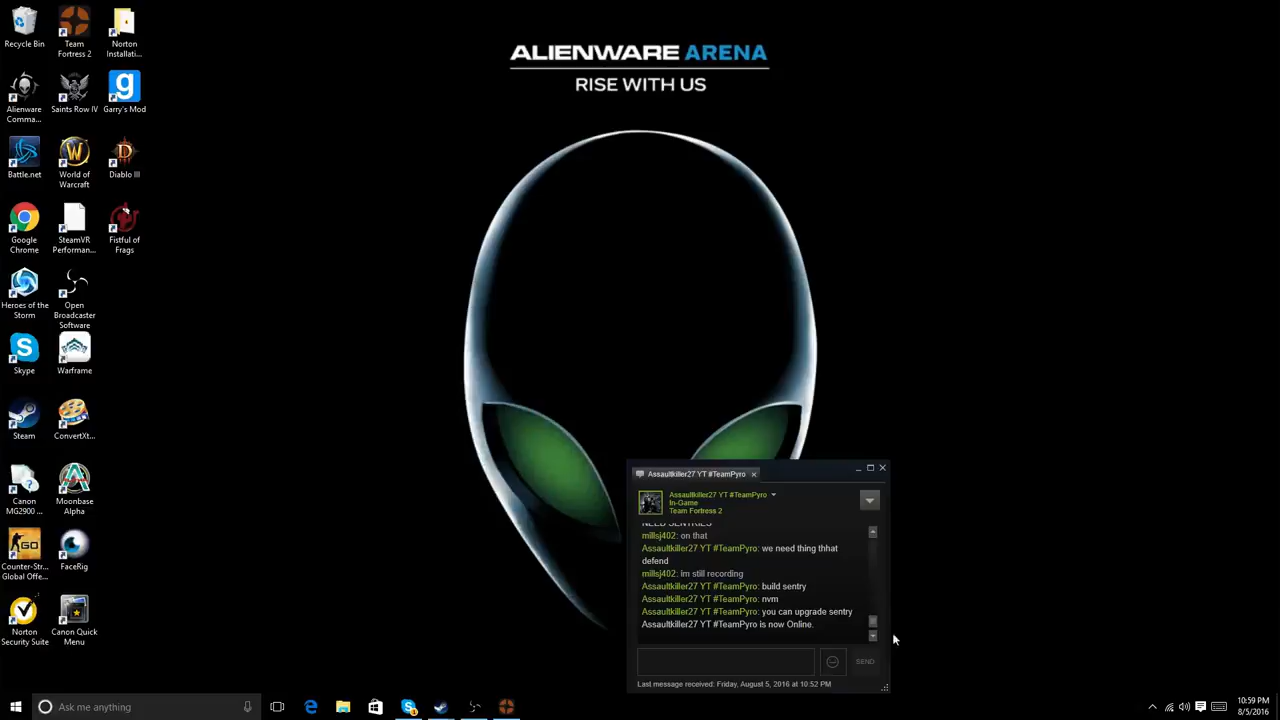 ALIENWARE ARENA
RISE WITH US
Recycle Bin
Team
Fortress 2
Norton
Installati...
Alienware
Comma...
Saints Row IV
Garry's Mod
Battle.net
World of
Warcraft
Diablo III
Google
Chrome
SteamVR
Performan...
Fistful of
Frags
Heroes of the
Storm
Open
Broadcaster
Software
Skype
Warframe
Steam
ConvertXt...
Canon
MG2900 ...
Moonbase
Alpha
Counter-Str...
Global Offe...
FaceRig
Norton
Security Suite
Canon Quick
Menu
Assaultkiller27 YT #TeamPyro
Assaultkiller27 YT #TeamPyro
In-Game
Team Fortress 2
NEED SENTRIES
millsj402: on that
Assaultkiller27 YT #TeamPyro: we need thing thhat
defend
millsj402: im still recording
Assaultkiller27 YT #TeamPyro: build sentry
Assaultkiller27 YT #TeamPyro: nvm
Assaultkiller27 YT #TeamPyro: you can upgrade sentry
Assaultkiller27 YT #TeamPyro is now Online.
SEND
Last message received: Friday, August 5, 2016 at 10:52 PM
Ask me anything
10:59 PM
8/5/2016